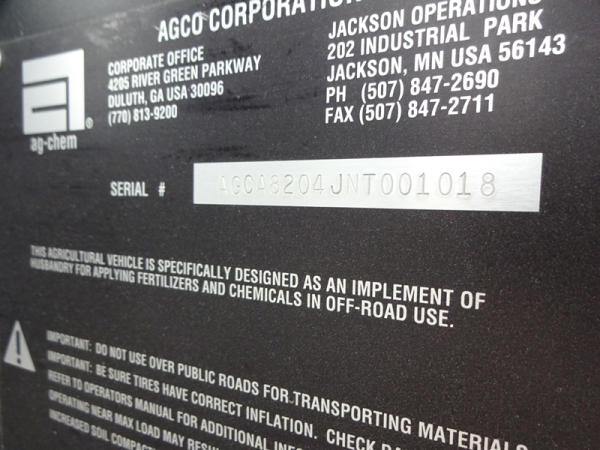 AGCO CORPORATION
CORPORATE OFFICE
4205 RIVER GREEN PARKWAY
DULUTH, GA USA 30096
(770) 813-9200
JACKSON OPERATIONS
202 INDUSTRIAL PARK
JACKSON, MN USA 56143
PH (507) 847-2690
FAX (507) 847-2711
®
ag-chem
SERIAL # AGCA8204JNT001018
THIS AGRICULTURAL VEHICLE IS SPECIFICALLY DESIGNED AS AN IMPLEMENT OF
HUSBANDRY FOR APPLYING FERTILIZERS AND CHEMICALS IN OFF-ROAD USE.
IMPORTANT: DO NOT USE OVER PUBLIC ROADS FOR TRANSPORTING MATERIALS
IMPORTANT: BE SURE TIRES HAVE CORRECT INFLATION. CHECK
REFER TO OPERATORS MANUAL FOR ADDITIONAL
OPERATING NEAR MAX LOAD MAY
INCREASED SOIL